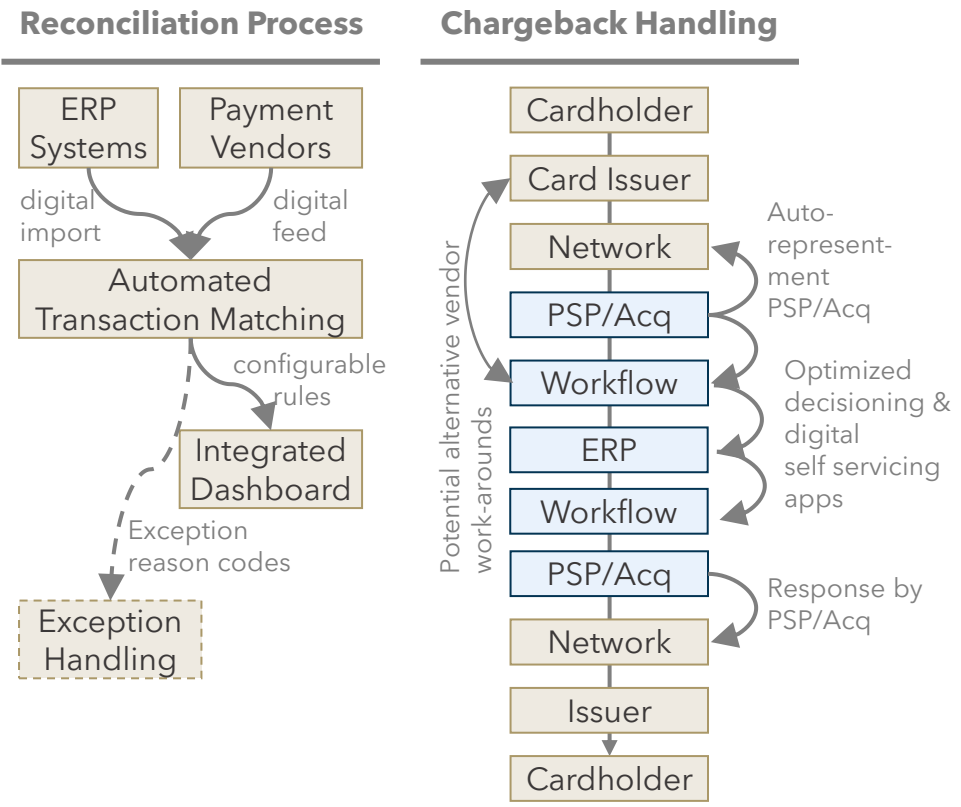 Reconciliation Process
ERP
Systems
Payment
Vendors
digital
import
digital
feed
Automated
Transaction Matching
configurable
rules
Integrated
Dashboard
Exception
reason codes
Exception
Handling
Chargeback Handling
Cardholder
Card Issuer
Network
PSP/Acq
Workflow
ERP
Workflow
PSP/Acq
Network
Issuer
Cardholder
Potential alternative vendor
work-arounds
Auto-
represent-
ment
PSP/Acq
Optimized
decisioning &
digital
self servicing
apps
Response by
PSP/Acq